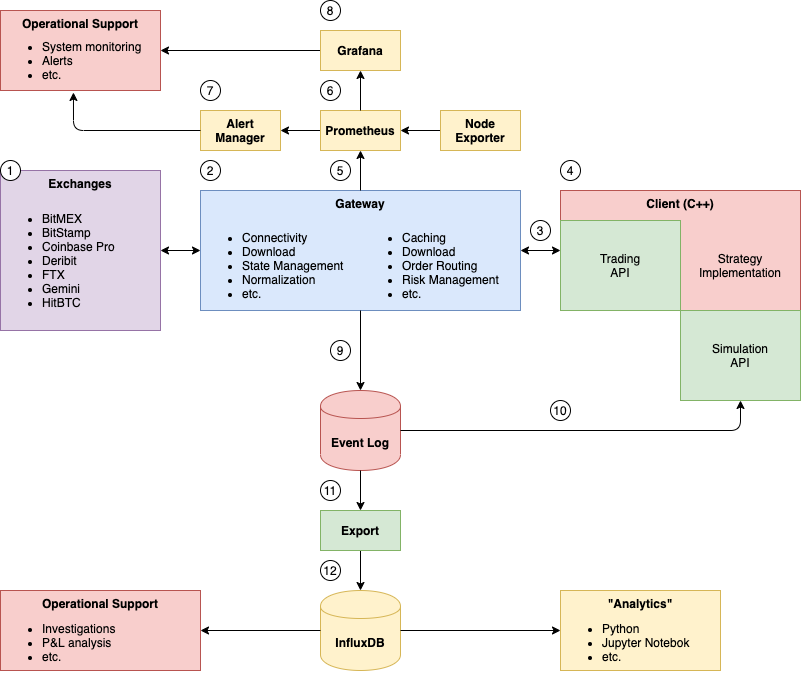 8
Operational Support
• System monitoring
• Alerts
• etc.
Grafana
7
6
Alert
Manager
Prometheus
Node
Exporter
1
Exchanges
• BitMEX
• BitStamp
• Coinbase Pro
• Deribit
• FTX
• Gemini
• HitBTC
2
5
Gateway
• Connectivity
• Download
• State Management
• Normalization
• etc.
• Caching
• Download
• Order Routing
• Risk Management
• etc.
3
4
Client (C++)
Trading
API
Strategy
Implementation
Simulation
API
9
10
Event Log
11
Export
12
Operational Support
• Investigations
• P&L analysis
• etc.
InfluxDB
"Analytics"
• Python
• Jupyter Notebok
• etc.